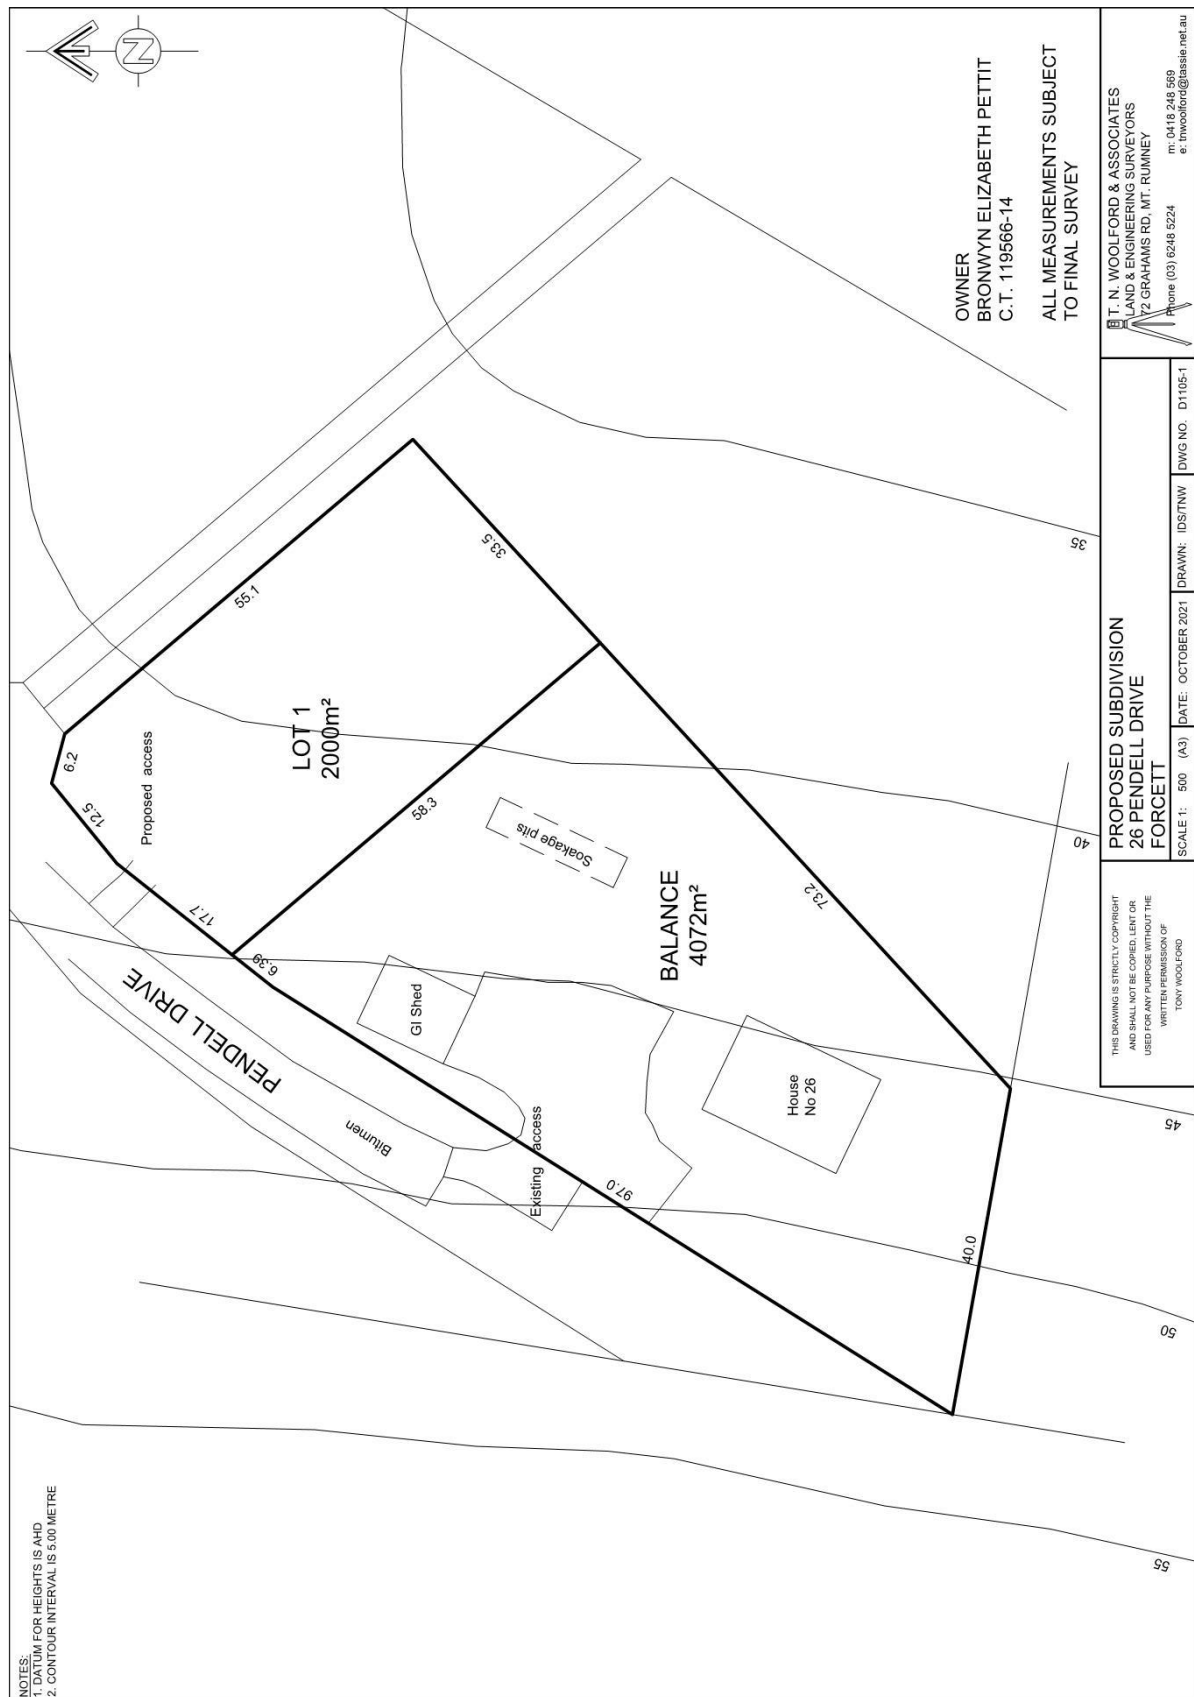 NOTES:
1. DATUM FOR HEIGHTS IS AHD
2. CONTOUR INTERVAL IS 5.00 METRE
N
PENDELL DRIVE
Bitumen
Existing access
Proposed access
GI Shed
House
No 26
Soakage pits
LOT 1
2000m²
BALANCE
4072m²
6.2
12.5
17.7
6.39
55.1
58.3
33.5
73.2
97.0
40.0
35
40
45
50
55
OWNER
BRONWYN ELIZABETH PETTIT
C.T. 119566-14
ALL MEASUREMENTS SUBJECT
TO FINAL SURVEY
THIS DRAWING IS STRICTLY COPYRIGHT
AND SHALL NOT BE COPIED, LENT OR
USED FOR ANY PURPOSE WITHOUT THE
WRITTEN PERMISSION OF
TONY WOOLFORD
PROPOSED SUBDIVISION
26 PENDELL DRIVE
FORCETT
SCALE 1: 500 (A3) DATE: OCTOBER 2021 DRAWN: IDS/TNW DWG NO. D1105-1
T. N. WOOLFORD & ASSOCIATES
LAND & ENGINEERING SURVEYORS
72 GRAHAMS RD, MT. RUMNEY
Phone (03) 6248 5224
m: 0418 248 569
e: tnwoolford@tassie.net.au